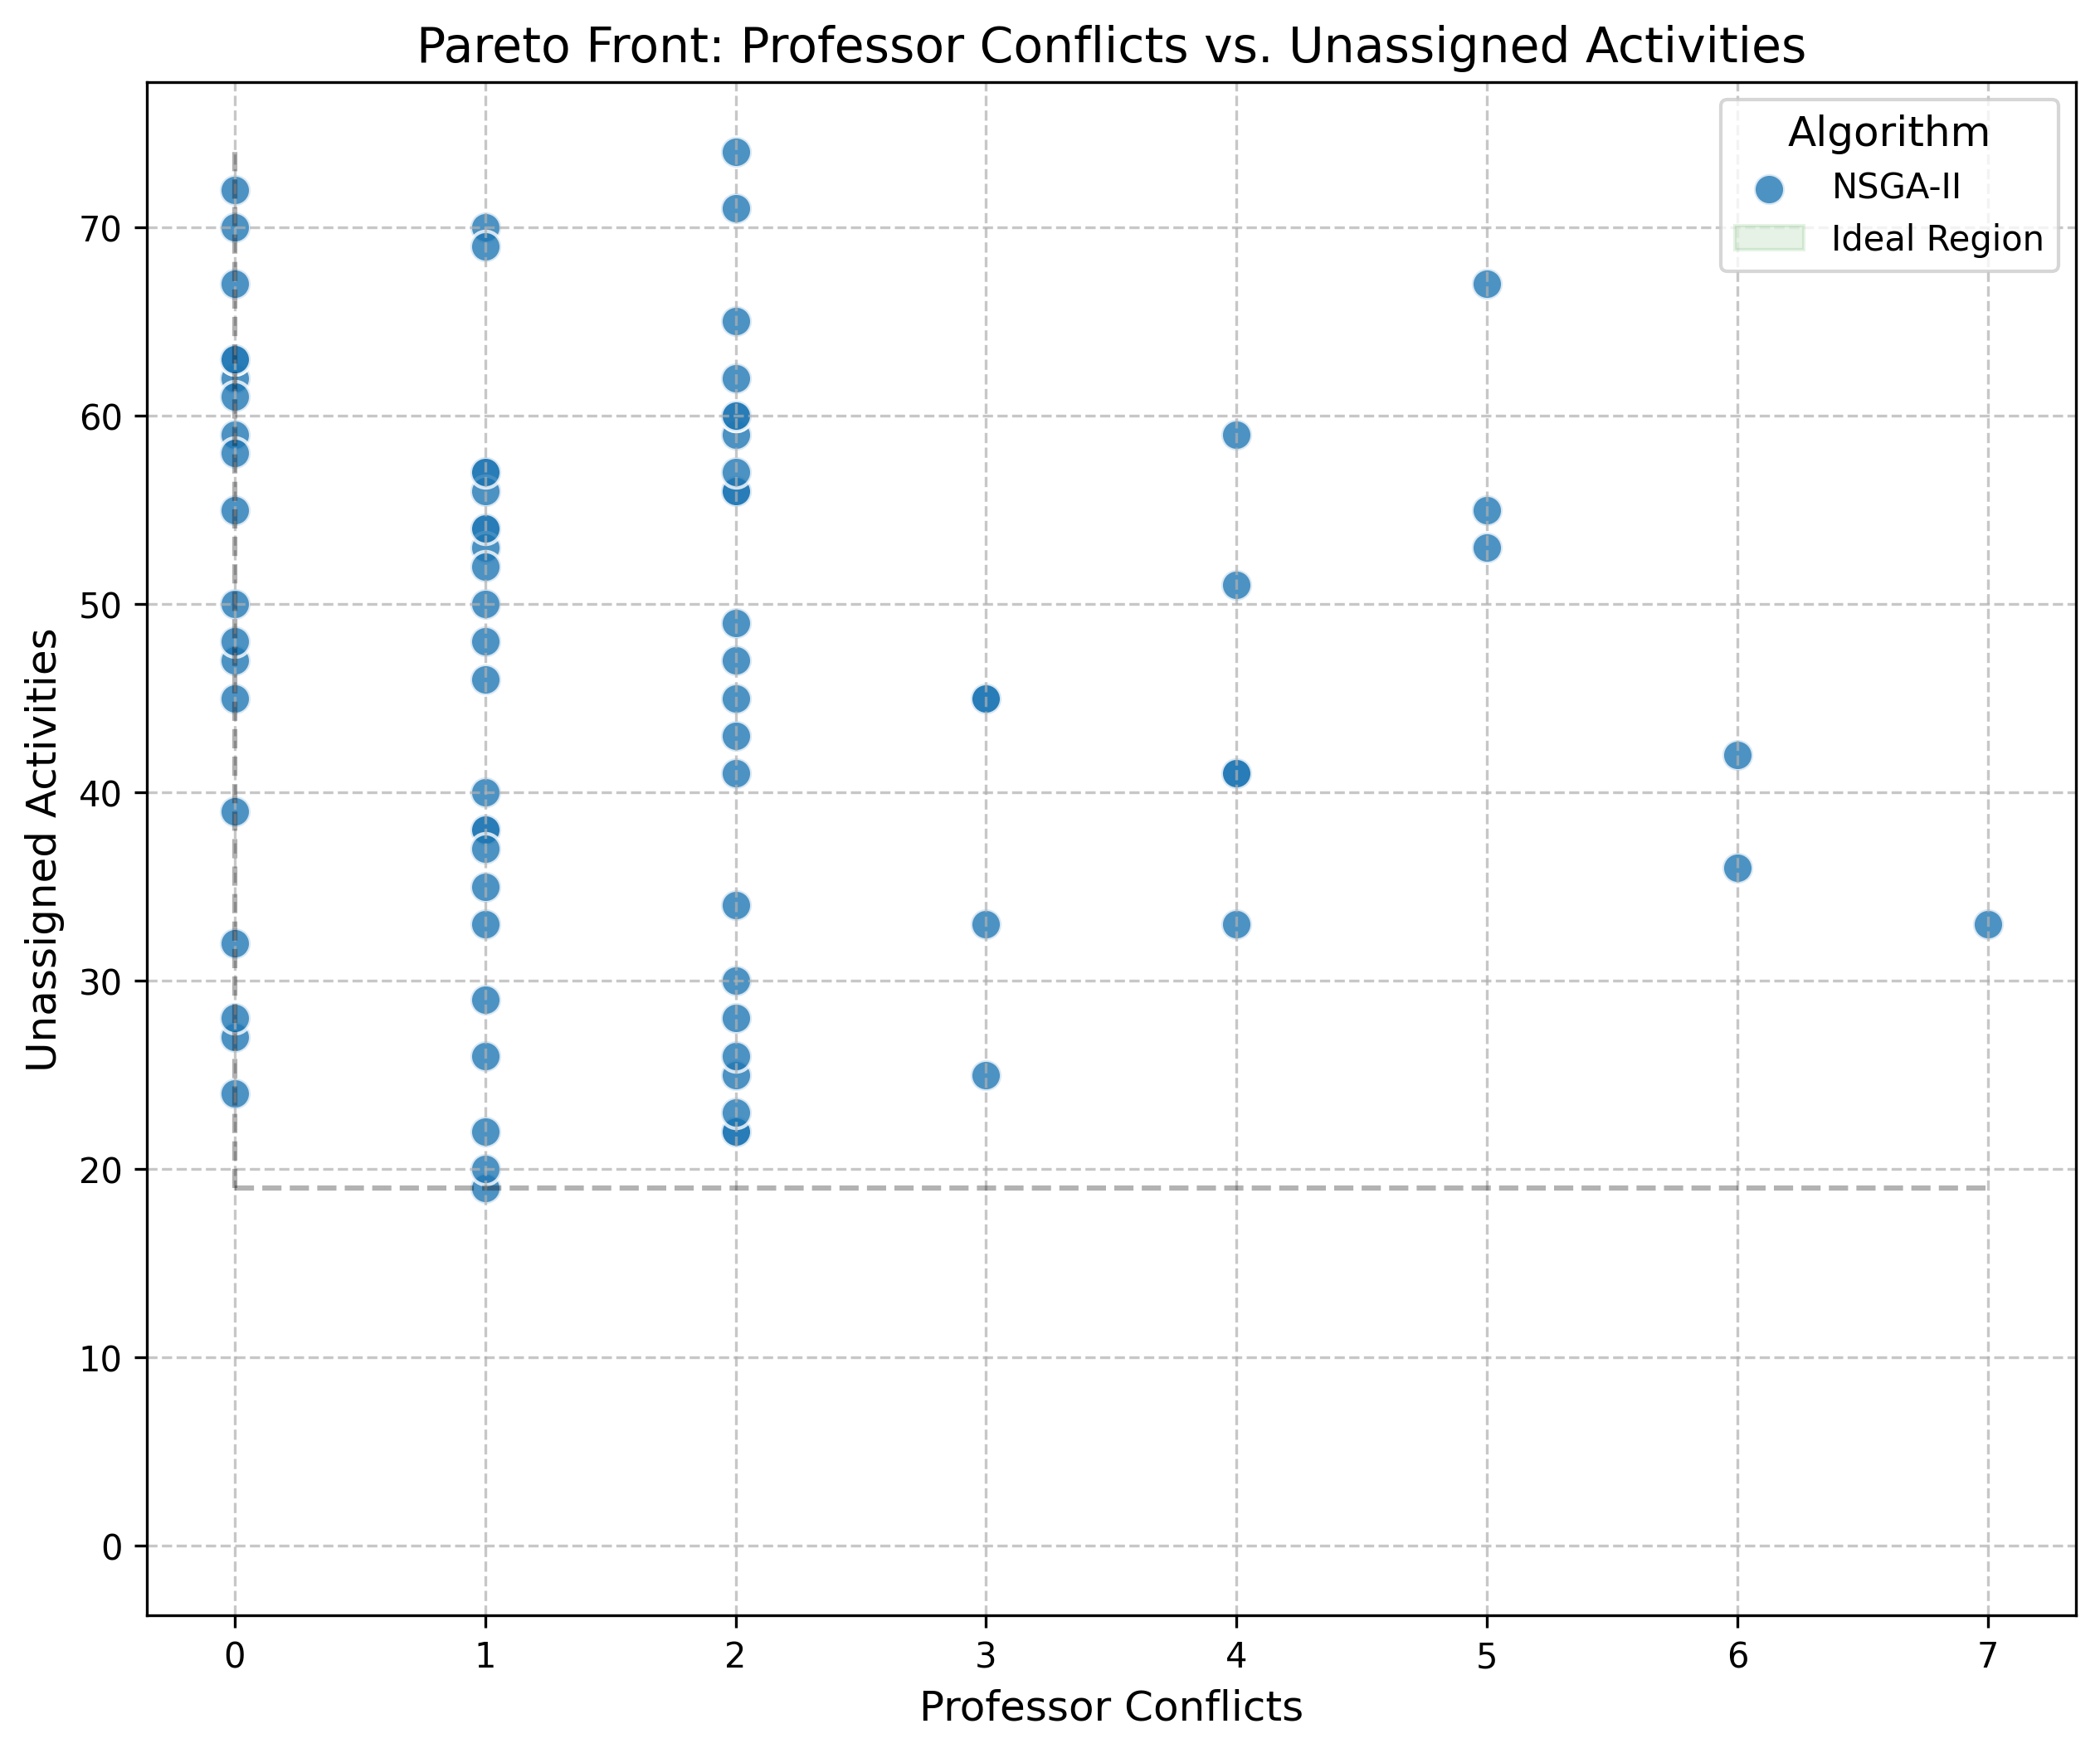 Pareto Front: Professor Conflicts vs. Unassigned Activities
Algorithm
NSGA-II
Ideal Region
Unassigned Activities
70
60
50
40
30
20
10
0
0 1 2 3 4 5 6 7
Professor Conflicts